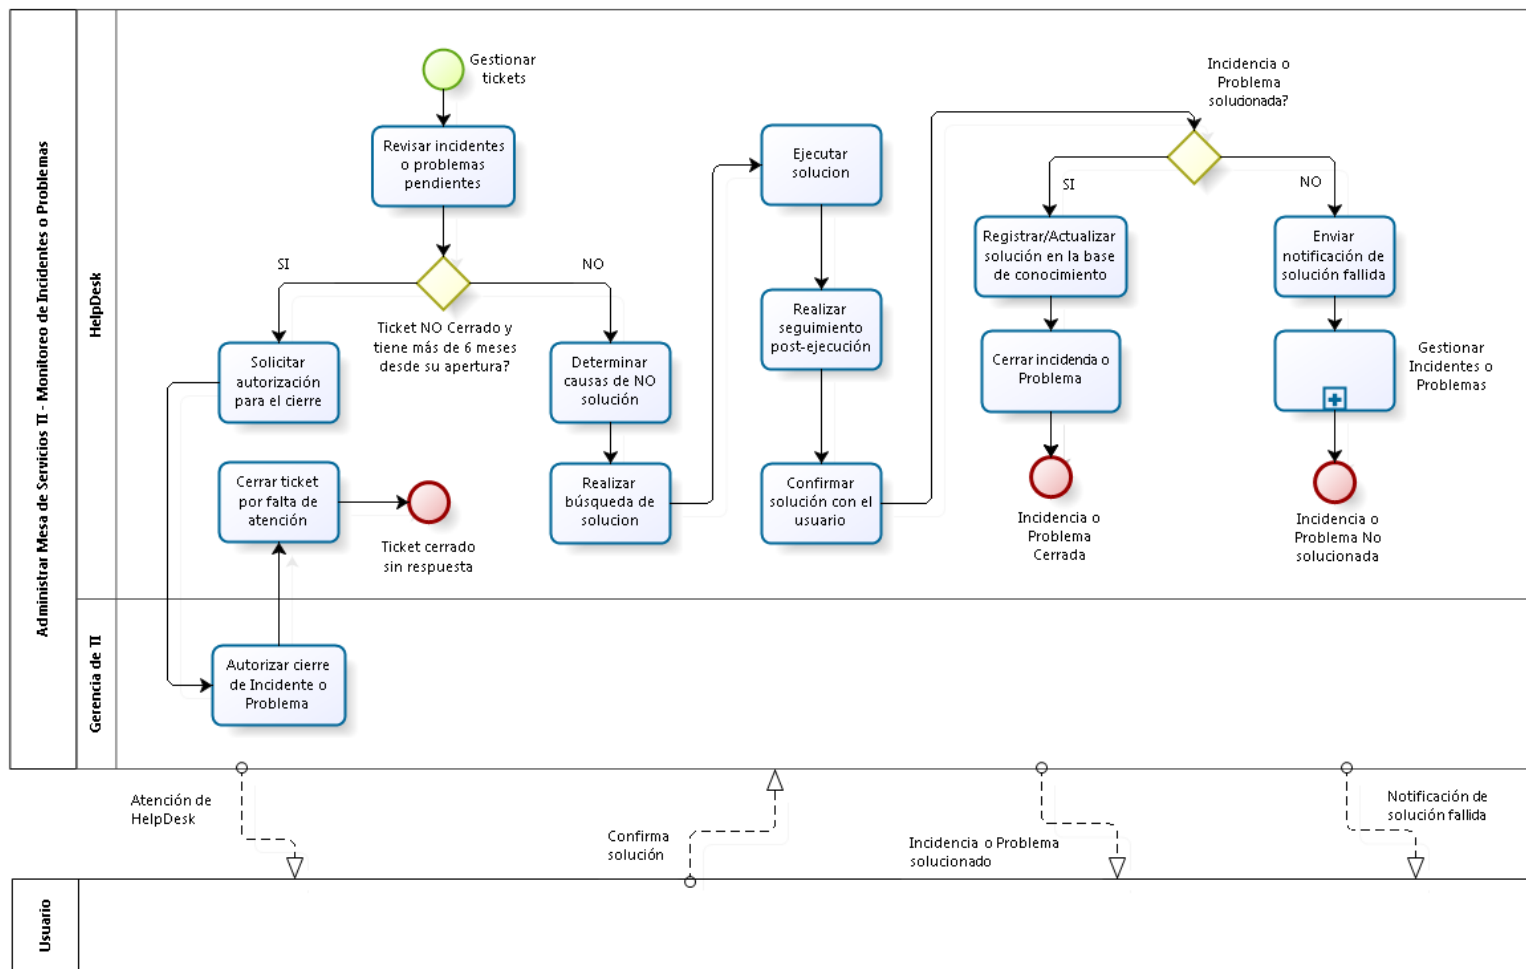 Administrar Mesa de Servicios TI - Monitoreo de Incidentes o Problemas
HelpDesk
Gestionar
tickets
Revisar incidentes
o problemas
pendientes
SI
NO
Ticket NO Cerrado y
tiene más de 6 meses
desde su apertura?
Solicitar
autorización
para el cierre
Cerrar ticket
por falta de
atención
Ticket cerrado
sin respuesta
Determinar
causas de NO
solución
Realizar
búsqueda de
solucion
Ejecutar
solucion
Realizar
seguimiento
post-ejecución
Confirmar
solución con el
usuario
Incidencia o
Problema
solucionada?
SI
NO
Registrar/Actualizar
solución en la base
de conocimiento
Cerrar incidencia o
Problema
Incidencia o
Problema
Cerrada
Enviar
notificación de
solución fallida
Gestionar
Incidentes o
Problemas
Incidencia o
Problema No
solucionada
Gerencia de TI
Autorizar cierre
de Incidente o
Problema
Atención de
HelpDesk
Confirma
solución
Incidencia o Problema
solucionado
Notificación de
solución fallida
Usuario